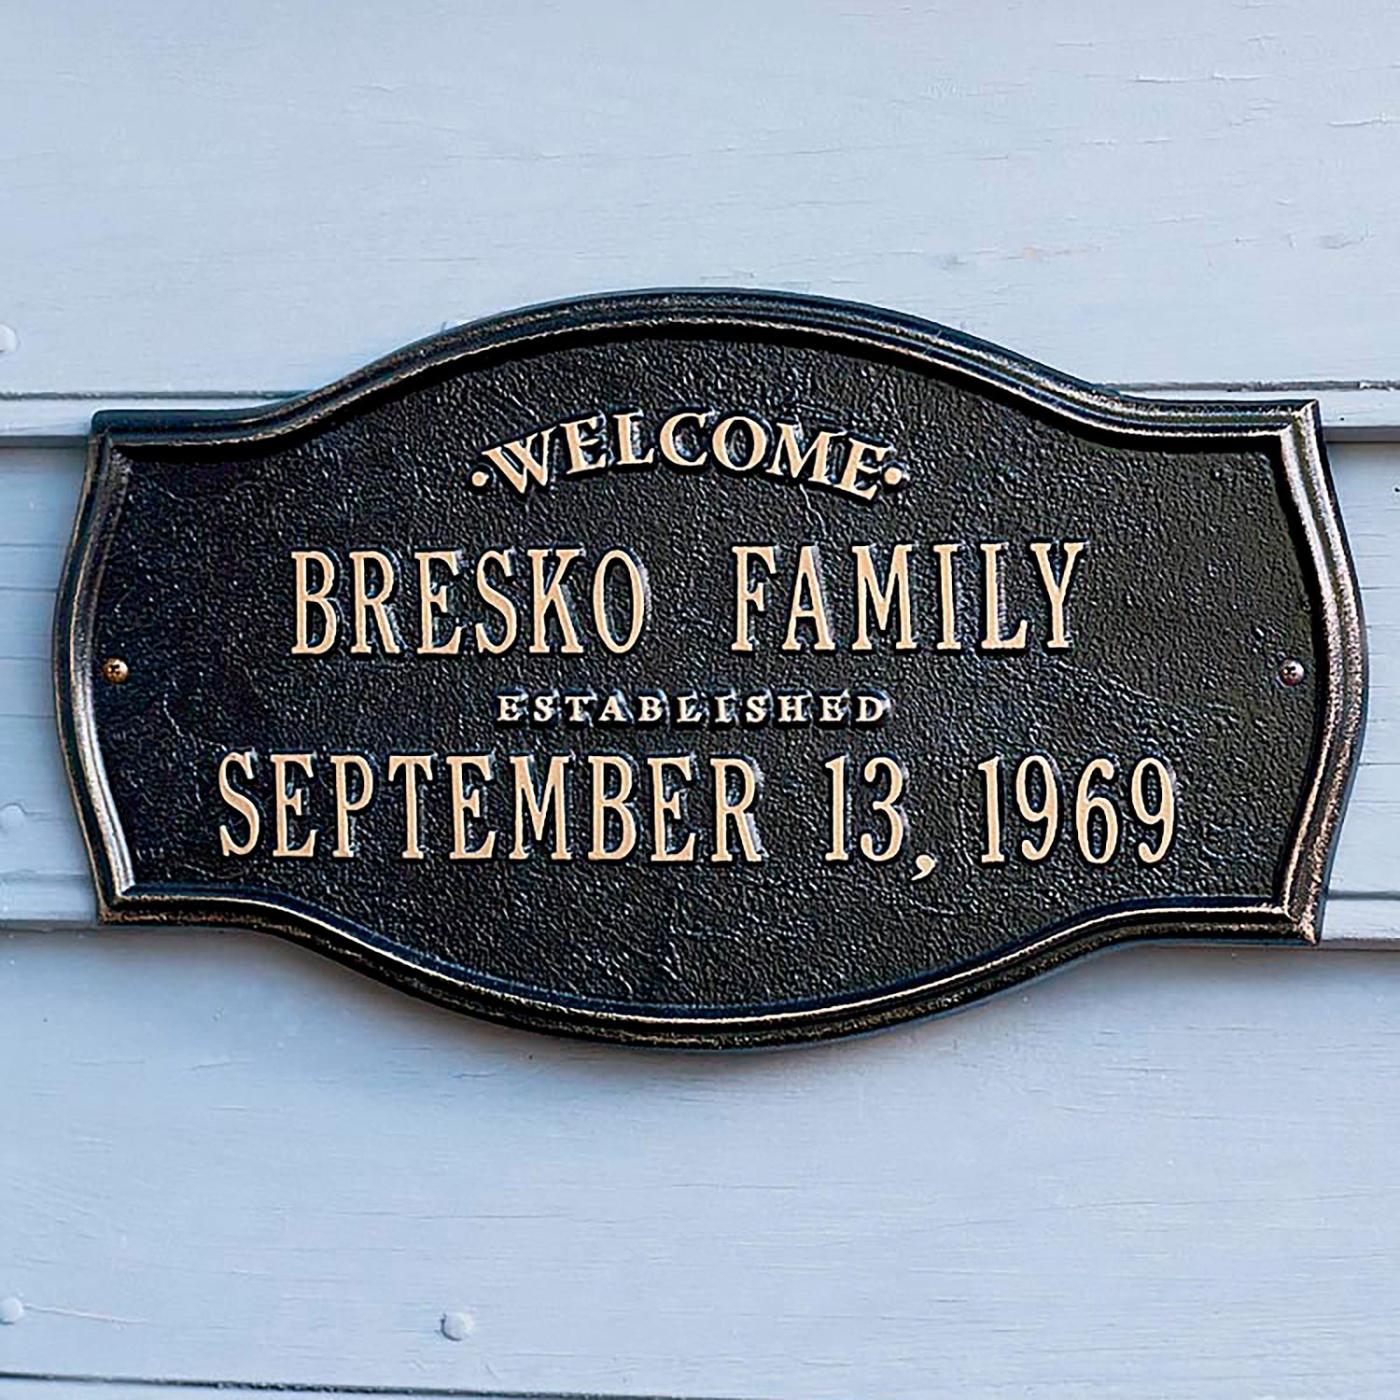 •WELCOME•
BRESKO FAMILY
ESTABLISHED
SEPTEMBER 13, 1969